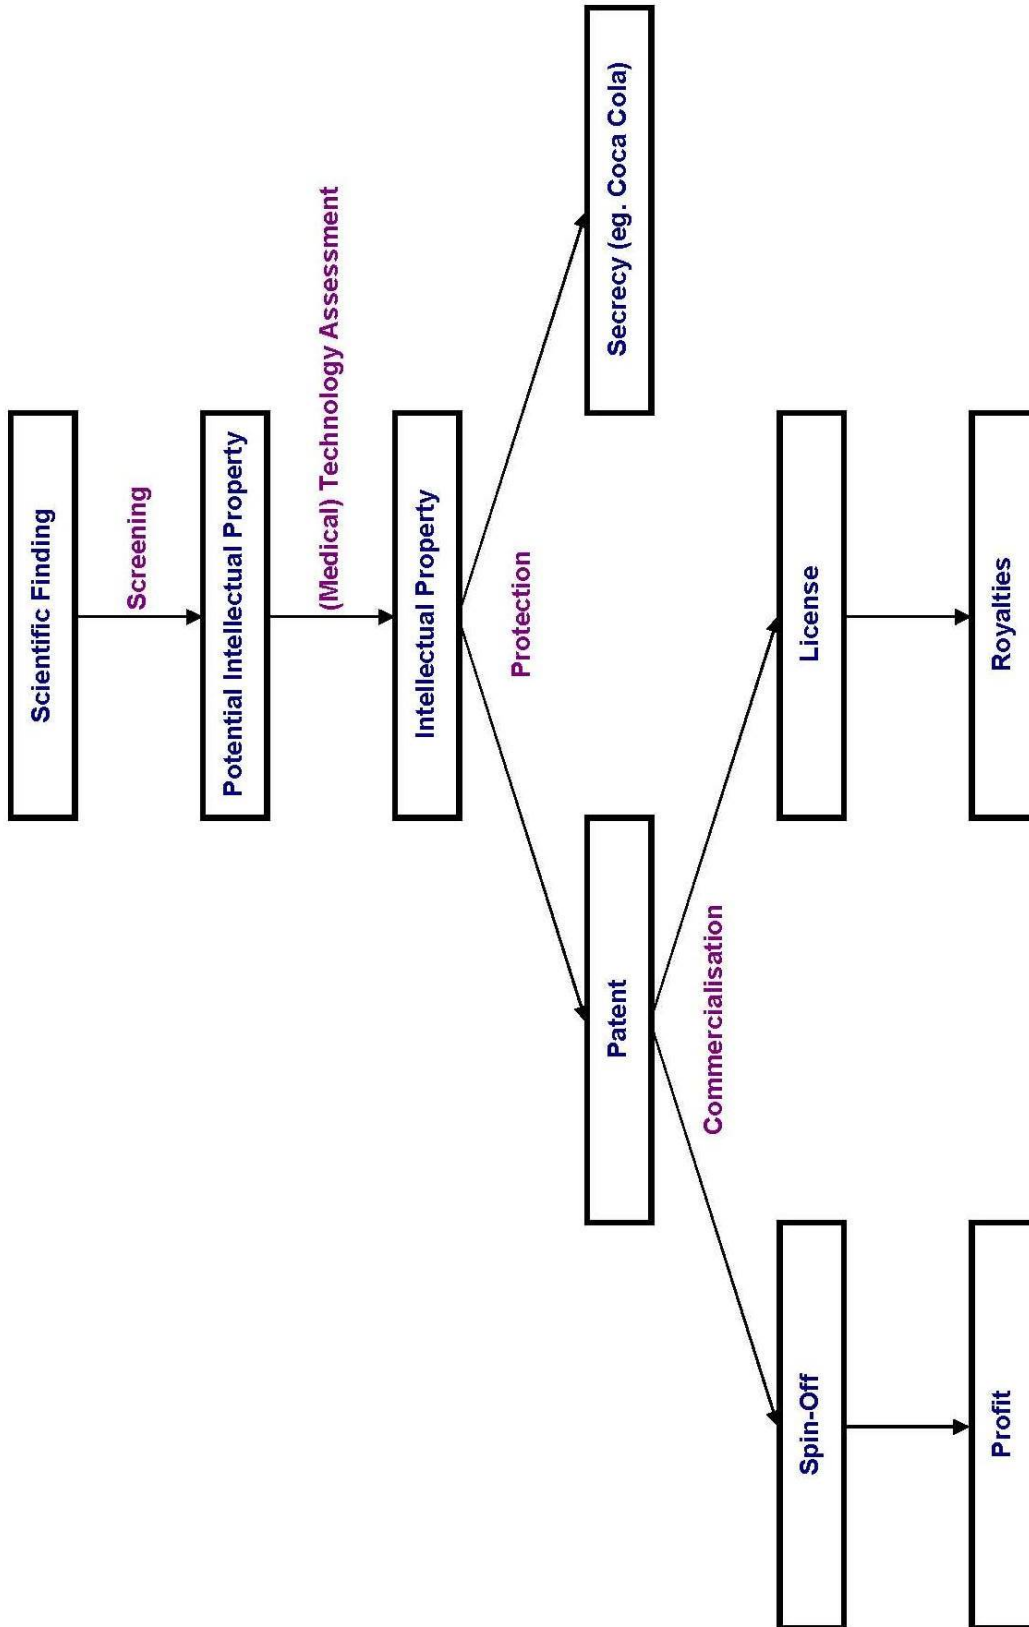 Scientific Finding
Screening
Potential Intellectual Property
(Medical) Technology Assessment
Intellectual Property
Protection
Patent
Secrecy (eg. Coca Cola)
Commercialisation
Spin-Off
License
Profit
Royalties